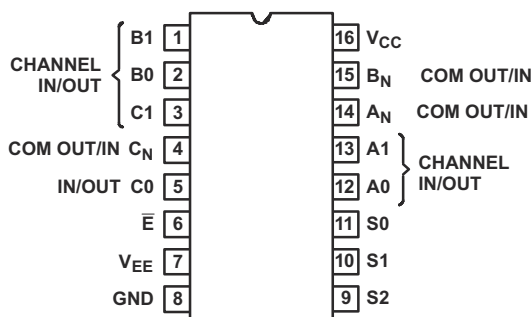 B1 1 16 VCC
CHANNEL IN/OUT
B0 2 15 BN COM OUT/IN
C1 3 14 AN COM OUT/IN
COM OUT/IN CN 4 13 A1
CHANNEL IN/OUT
IN/OUT C0 5 12 A0
E̅ 6 11 S0
VEE 7 10 S1
GND 8 9 S2